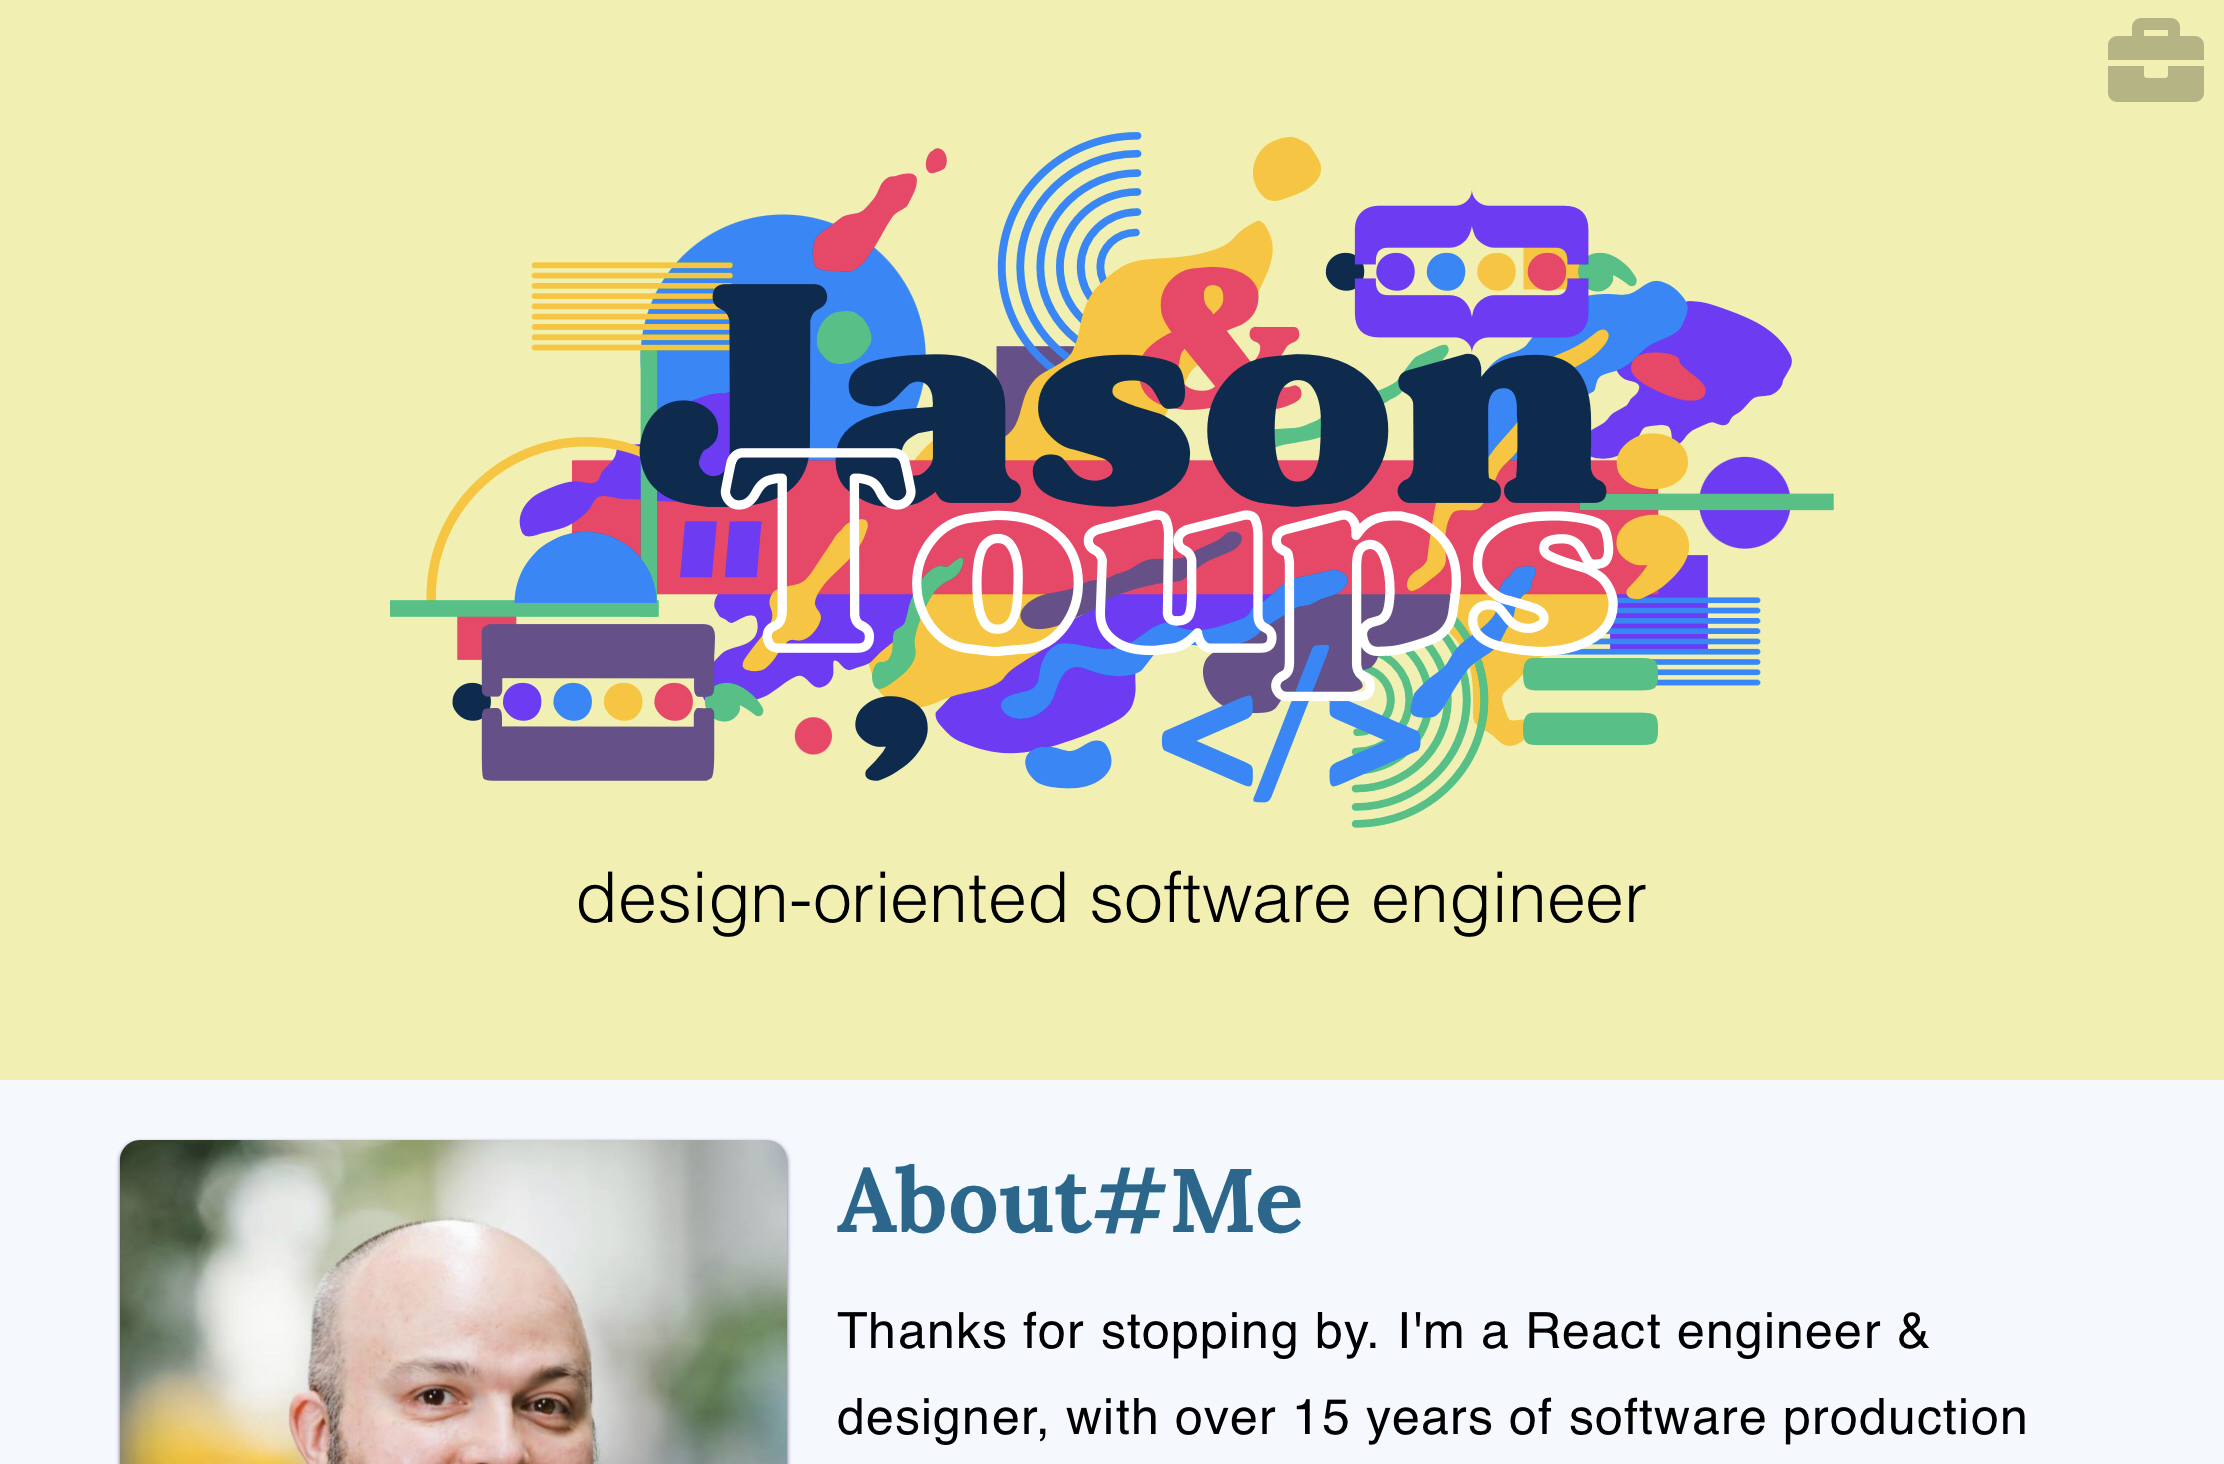 &
Jason
Toups
</>
design-oriented software engineer
About#Me
Thanks for stopping by. I'm a React engineer &
designer, with over 15 years of software production